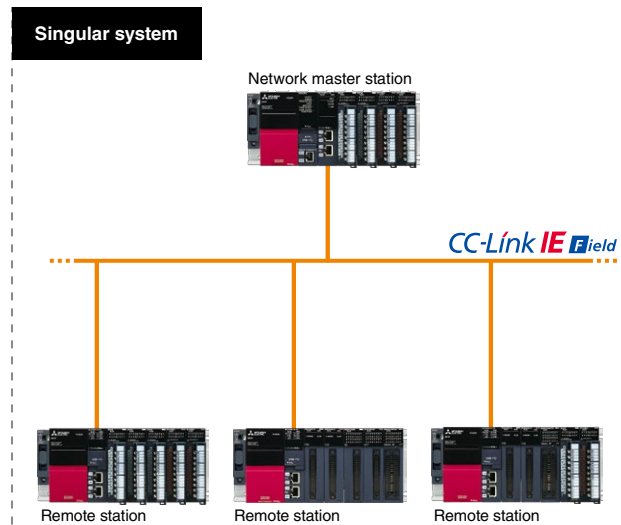 Singular system
Network master station
CC-Link IE Field
Remote station
Remote station
Remote station